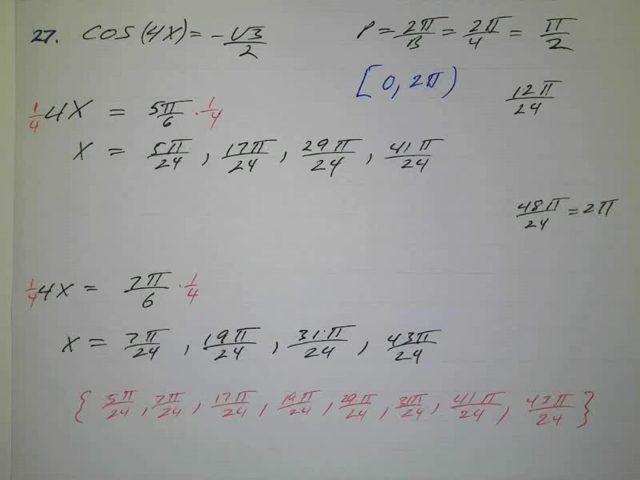 27. COS(4X) = -√3/2 P = 2π/B = 2π/4 = π/2
[0, 2π) 12π/24
1/4 4X = 5π/6 · 1/4
X = 5π/24, 17π/24, 29π/24, 41π/24
48π/24 = 2π
1/4 4X = 7π/6 · 1/4
X = 7π/24, 19π/24, 31π/24, 43π/24
{5π/24, 7π/24, 17π/24, 19π/24, 29π/24, 31π/24, 41π/24, 43π/24}